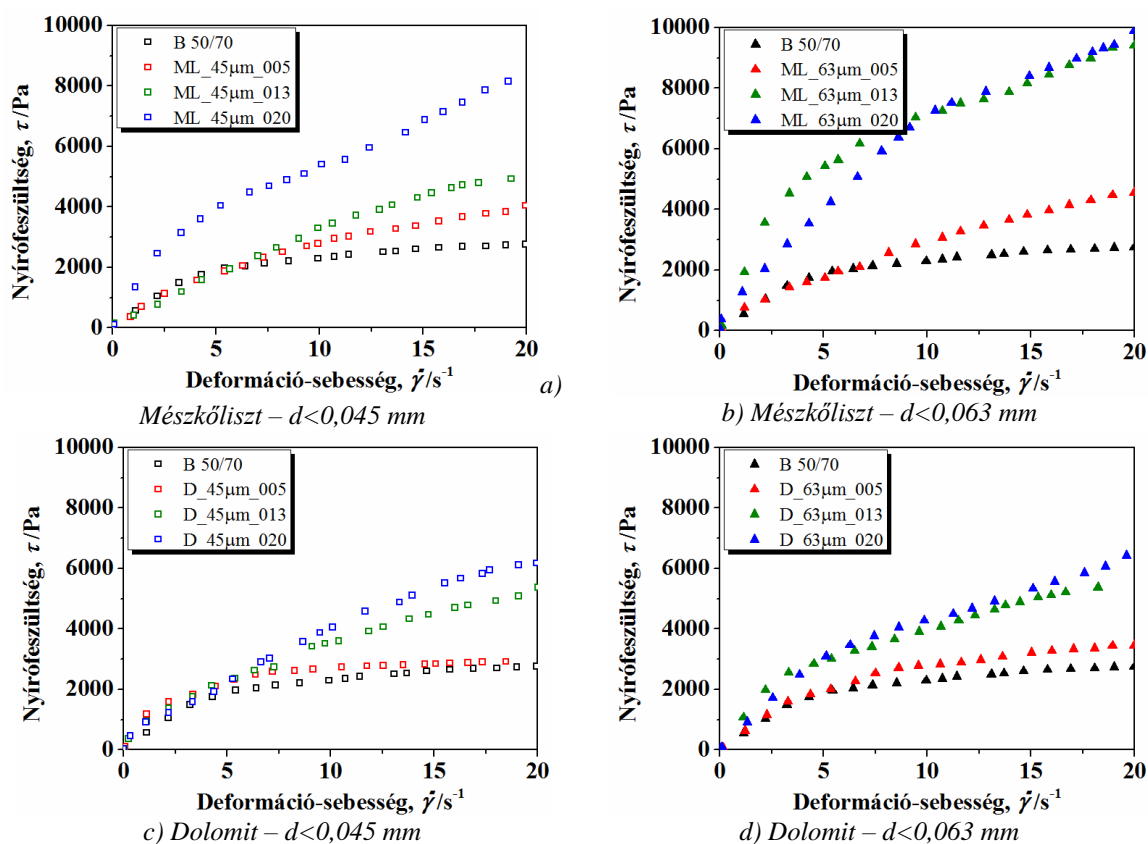 10000
8000
6000
4000
2000
0
Nyírófeszültség, τ /Pa
B 50/70
ML_45μm_005
ML_45μm_013
ML_45μm_020
0 5 10 15 20
Deformáció-sebesség, γ̇ /s⁻¹
a)
Mészkőliszt – d<0,045 mm
10000
8000
6000
4000
2000
0
Nyírófeszültség, τ /Pa
B 50/70
ML_63μm_005
ML_63μm_013
ML_63μm_020
0 5 10 15 20
Deformáció-sebesség, γ̇ /s⁻¹
b) Mészkőliszt – d<0,063 mm
10000
8000
6000
4000
2000
0
Nyírófeszültség, τ /Pa
B 50/70
D_45μm_005
D_45μm_013
D_45μm_020
0 5 10 15 20
Deformáció-sebesség, γ̇ /s⁻¹
c) Dolomit – d<0,045 mm
10000
8000
6000
4000
2000
0
Nyírófeszültség, τ /Pa
B 50/70
D_63μm_005
D_63μm_013
D_63μm_020
0 5 10 15 20
Deformáció-sebesség, γ̇ /s⁻¹
d) Dolomit – d<0,063 mm